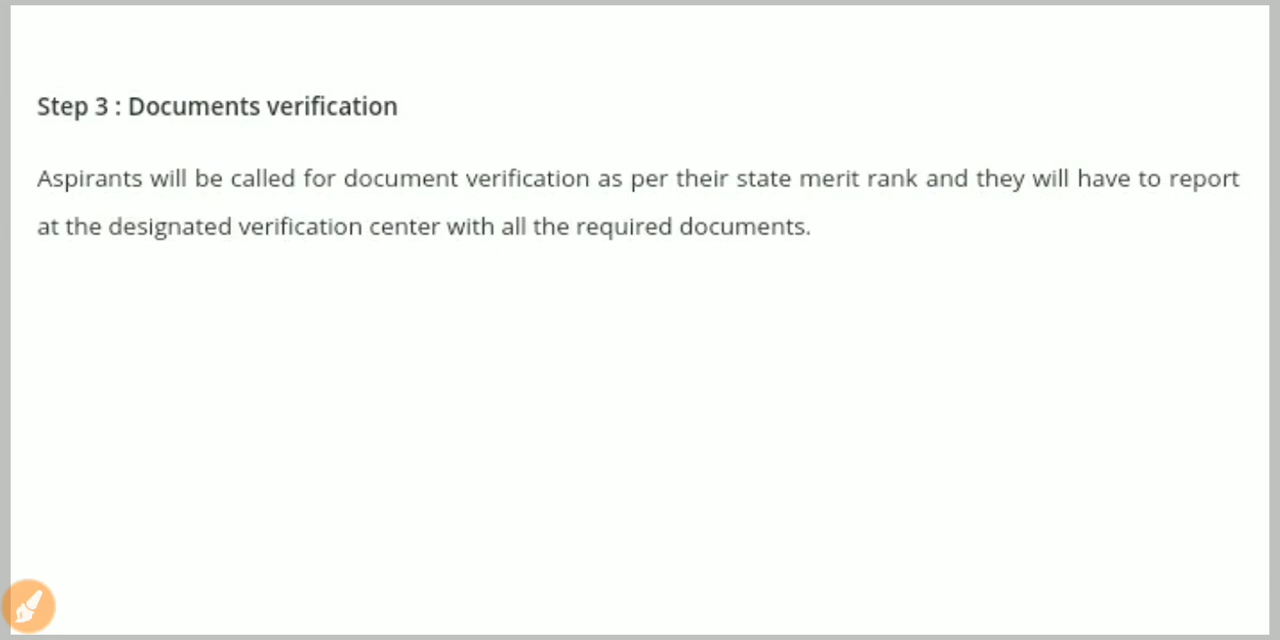 Step 3 : Documents verification
Aspirants will be called for document verification as per their state merit rank and they will have to report
at the designated verification center with all the required documents.